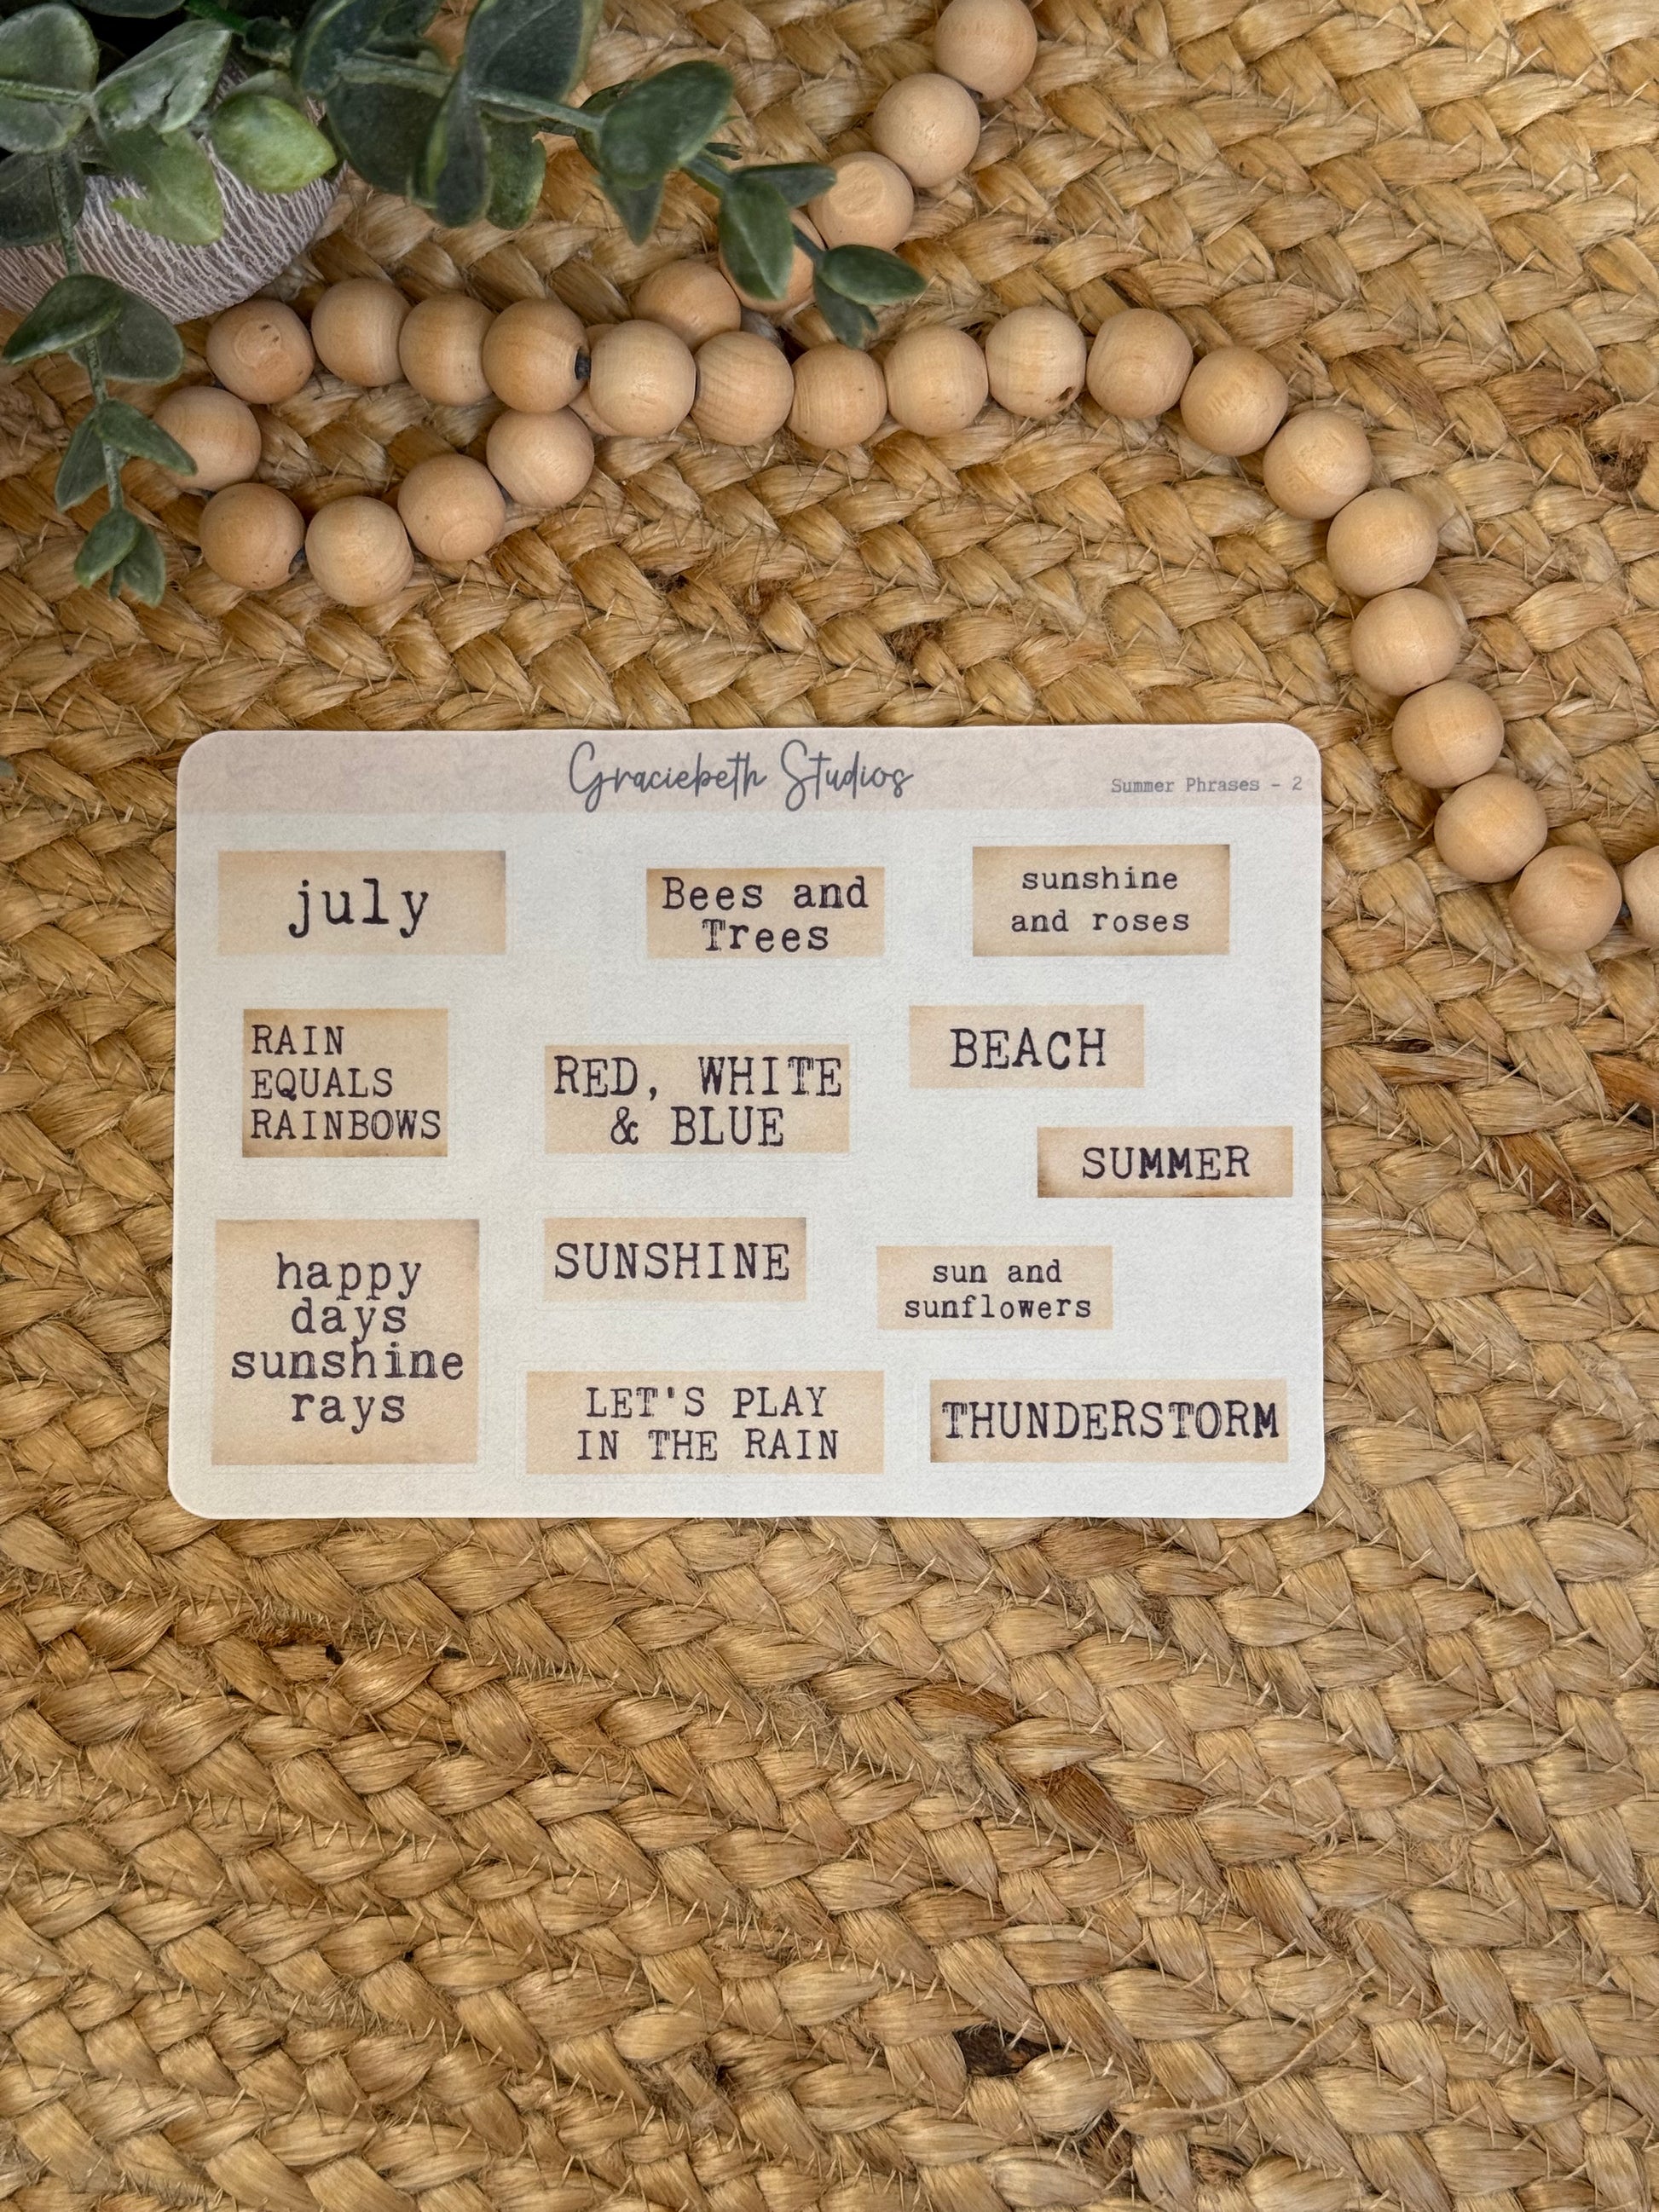 Graciebeth Studios
Summer Phrases - 2
july
Bees and
Trees
sunshine
and roses
RAIN
EQUALS
RAINBOWS
RED, WHITE
& BLUE
BEACH
SUMMER
happy
days
sunshine
rays
SUNSHINE
sun and
sunflowers
LET'S PLAY
IN THE RAIN
THUNDERSTORM